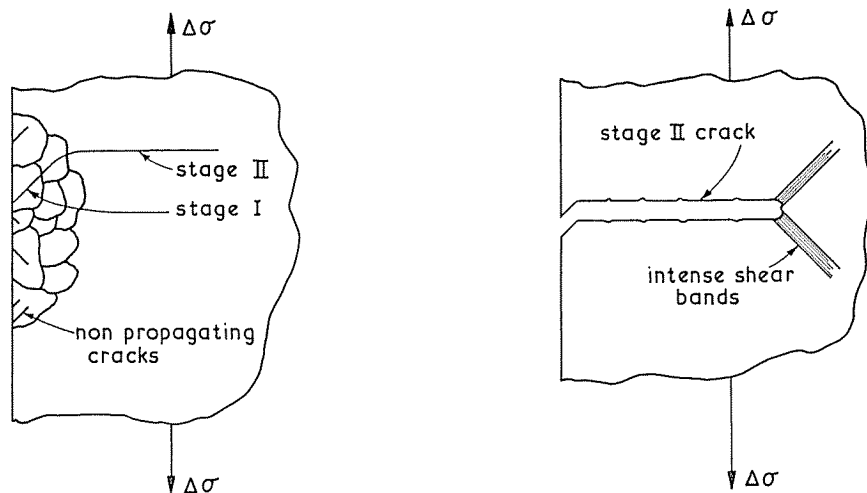 Δσ
stage II
stage I
non propagating
cracks
Δσ
Δσ
stage II crack
intense shear
bands
Δσ